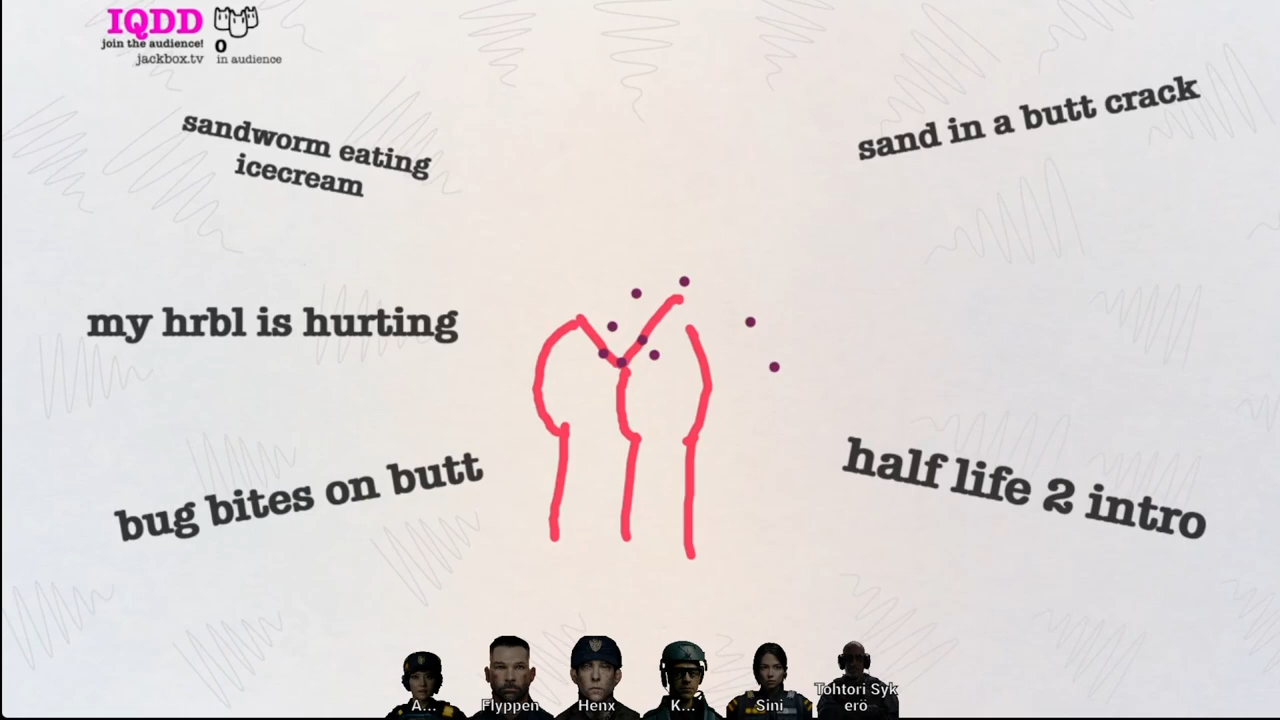 IQDD
join the audience!
jackbox.tv
0
in audience
sandworm eating
icecream
sand in a butt crack
my hrbl is hurting
bug bites on butt
half life 2 intro
A...
Flyppen
Henx
K...
Sini
Tohtori Syk
erö